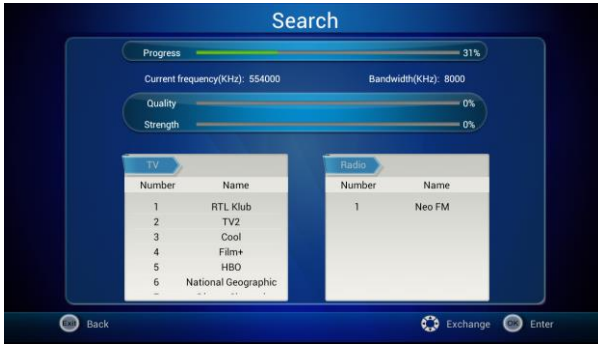 Search
Progress 31%
Current frequency(KHz): 554000 Bandwidth(KHz): 8000
Quality 0%
Strength 0%
TV
Number Name
1 RTL Klub
2 TV2
3 Cool
4 Film+
5 HBO
6 National Geographic
Radio
Number Name
1 Neo FM
Exit Back
Exchange
OK Enter